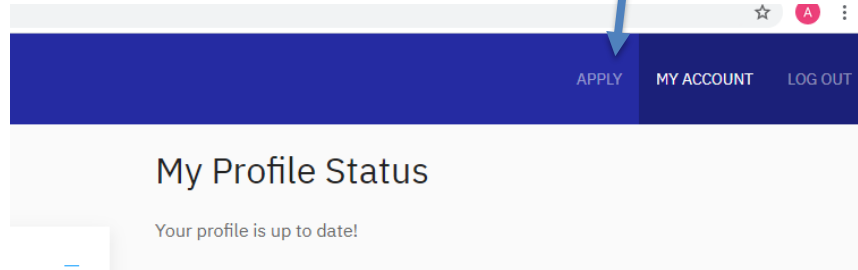 A
APPLY MY ACCOUNT LOG OUT
My Profile Status
Your profile is up to date!